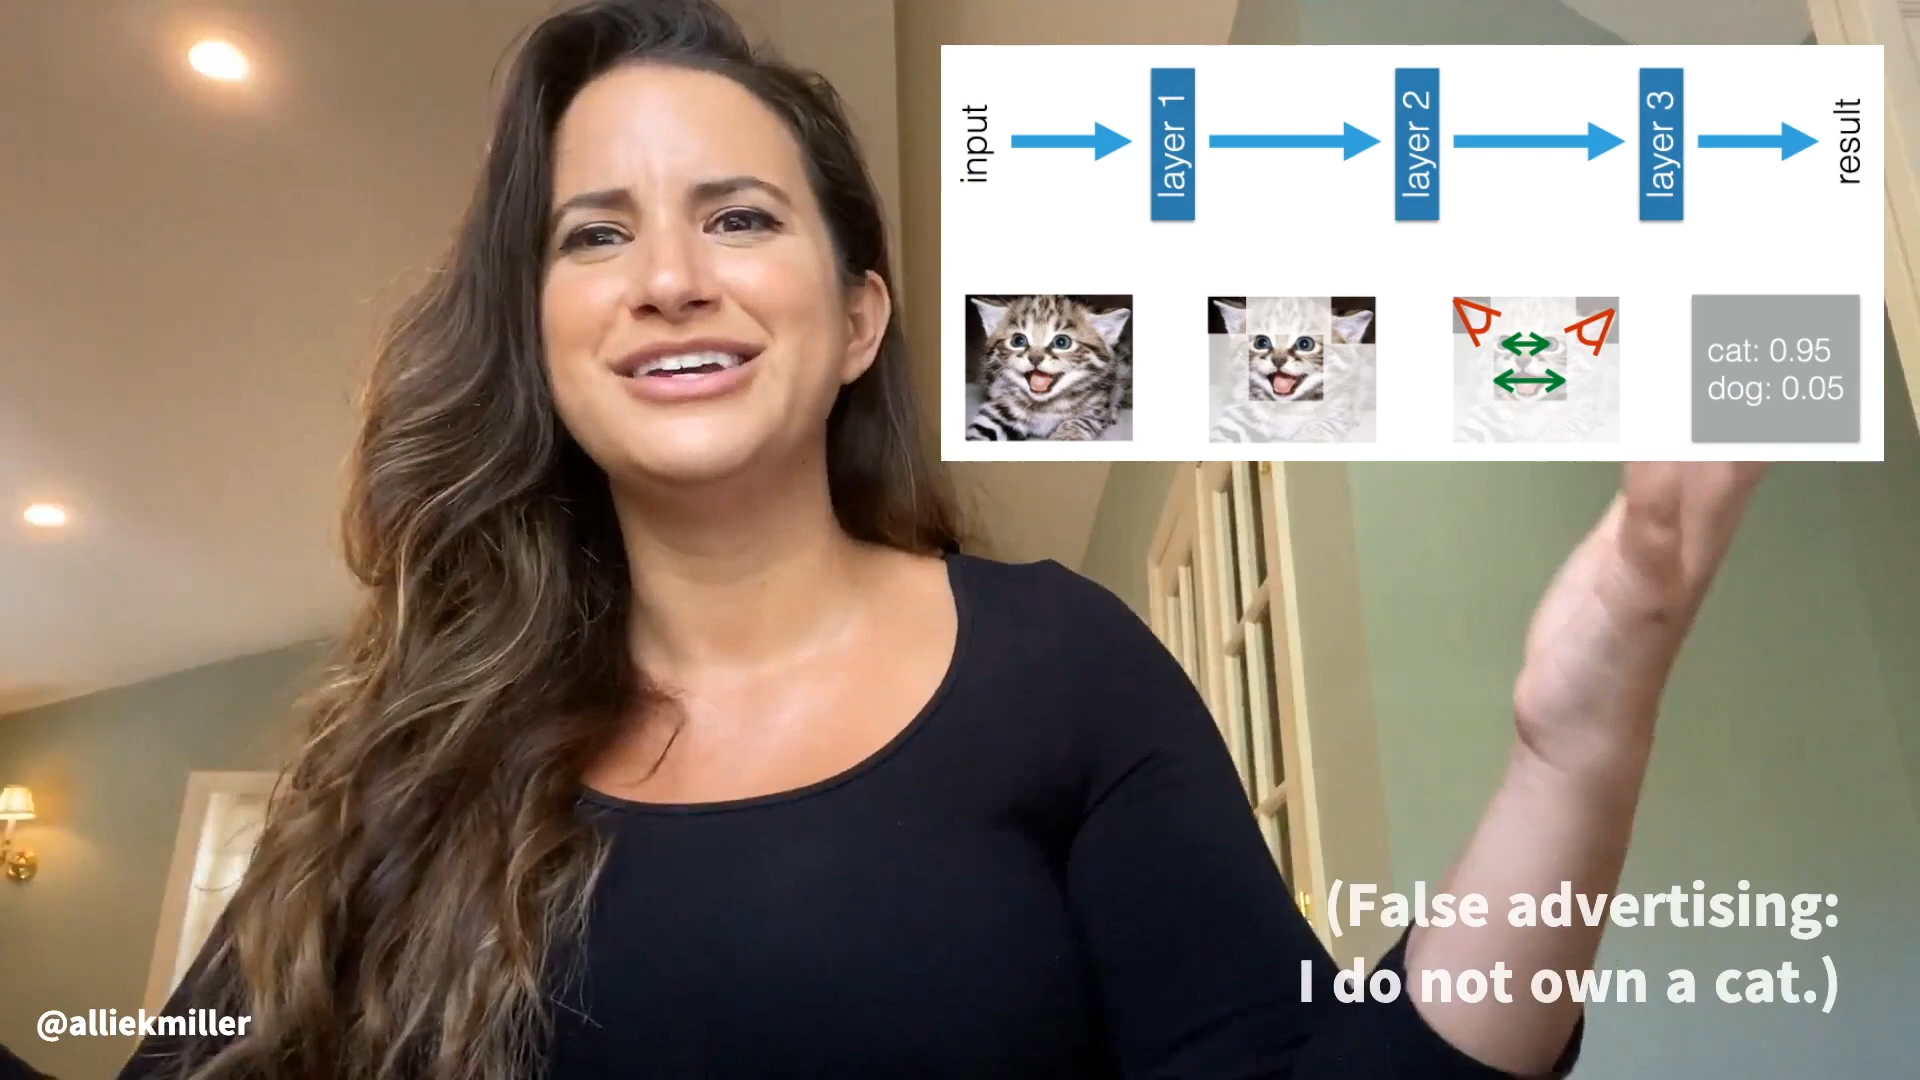 input
layer 1
layer 2
layer 3
result
cat: 0.95
dog: 0.05
(False advertising:
I do not own a cat.)
@alliekmiller